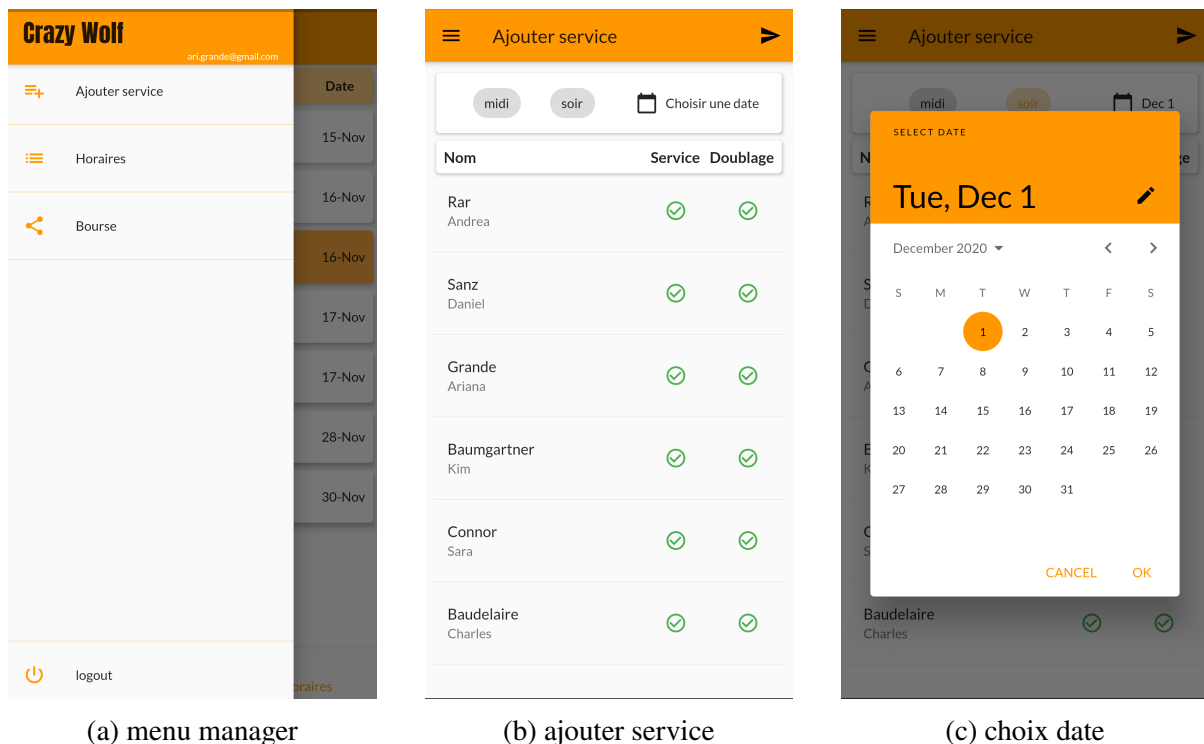 Crazy Wolf
ari.grande@gmail.com
Ajouter service
Horaires
Bourse
logout
Date
15-Nov
16-Nov
16-Nov
17-Nov
17-Nov
28-Nov
30-Nov
oraires
(a) menu manager
Ajouter service
midi soir Choisir une date
Nom Service Doublage
Rar
Andrea
Sanz
Daniel
Grande
Ariana
Baumgartner
Kim
Connor
Sara
Baudelaire
Charles
(b) ajouter service
Ajouter service
midi soir Dec 1
SELECT DATE
Tue, Dec 1
December 2020
S M T W T F S
1 2 3 4 5
6 7 8 9 10 11 12
13 14 15 16 17 18 19
20 21 22 23 24 25 26
27 28 29 30 31
CANCEL OK
Baudelaire
Charles
(c) choix date